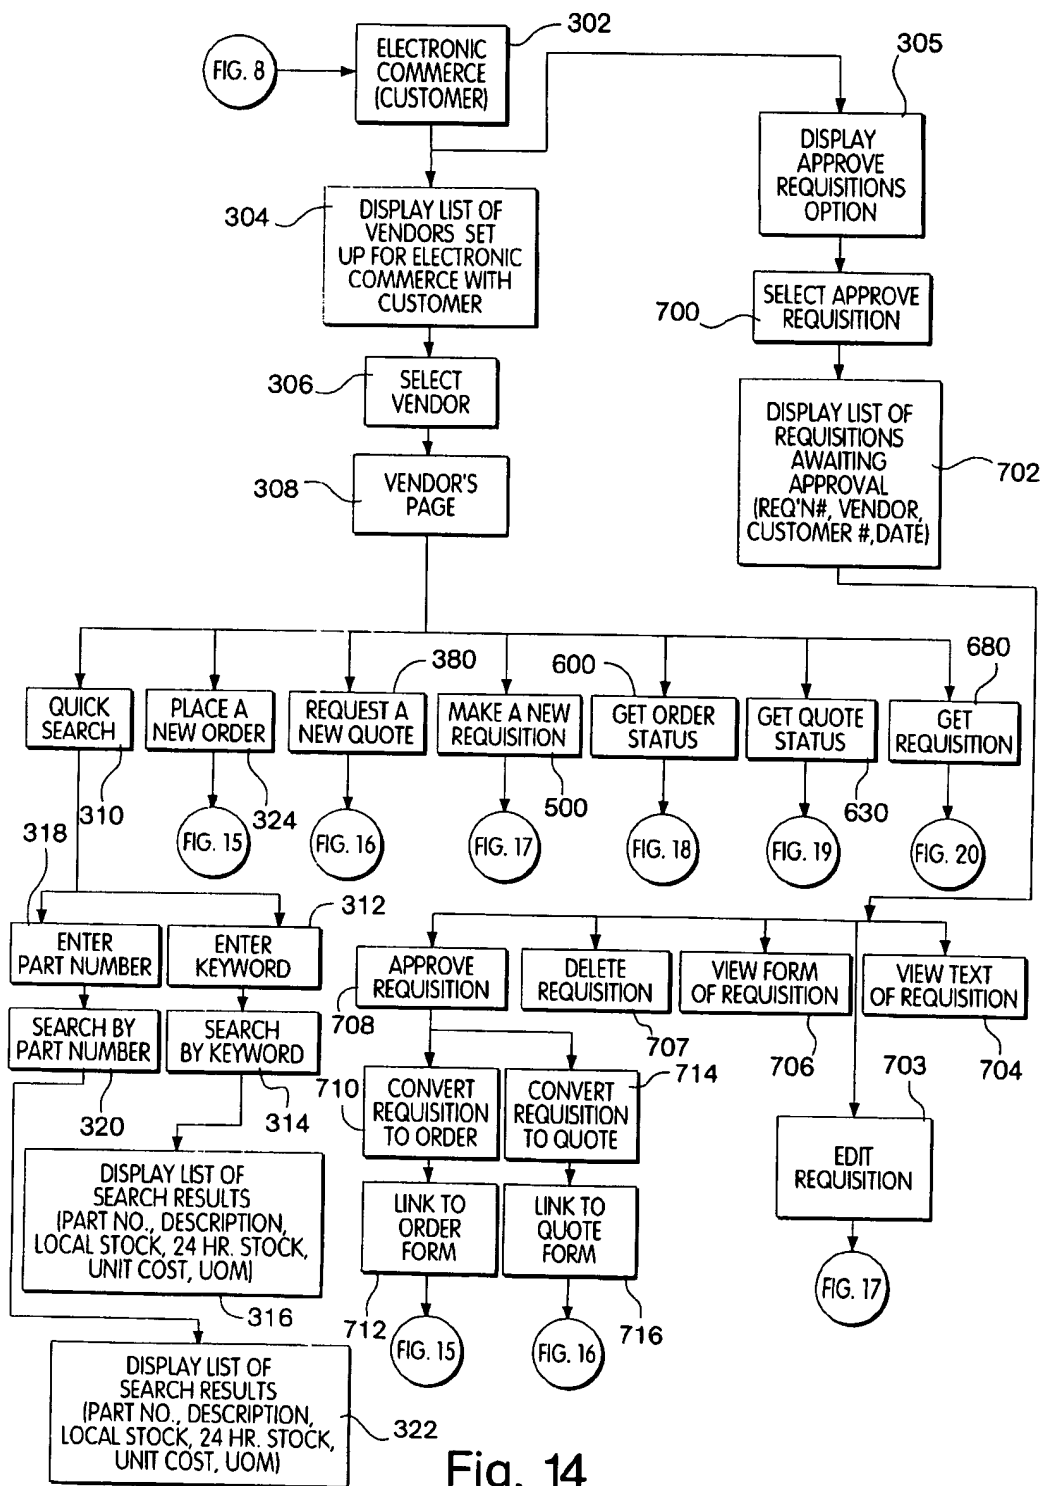 302
ELECTRONIC
COMMERCE
(CUSTOMER)
FIG. 8
305
DISPLAY
APPROVE
REQUISITIONS
OPTION
304
DISPLAY LIST OF
VENDORS SET
UP FOR ELECTRONIC
COMMERCE WITH
CUSTOMER
700
SELECT APPROVE
REQUISITION
306
SELECT
VENDOR
702
DISPLAY LIST OF
REQUISITIONS
AWAITING
APPROVAL
(REQ'N#, VENDOR,
CUSTOMER #,DATE)
308
VENDOR'S
PAGE
380
600
680
QUICK
SEARCH
PLACE A
NEW ORDER
REQUEST A
NEW QUOTE
MAKE A NEW
REQUISITION
GET ORDER
STATUS
GET QUOTE
STATUS
GET
REQUISITION
310
324
500
630
FIG. 15
FIG. 16
FIG. 17
FIG. 18
FIG. 19
FIG. 20
318
312
ENTER
PART NUMBER
ENTER
KEYWORD
SEARCH BY
PART NUMBER
SEARCH
BY KEYWORD
320
314
DISPLAY LIST OF
SEARCH RESULTS
(PART NO., DESCRIPTION,
LOCAL STOCK, 24 HR. STOCK,
UNIT COST, UOM)
316
DISPLAY LIST OF
SEARCH RESULTS
(PART NO., DESCRIPTION,
LOCAL STOCK, 24 HR. STOCK,
UNIT COST, UOM)
322
APPROVE
REQUISITION
708
DELETE
REQUISITION
707
VIEW FORM
OF REQUISITION
706
VIEW TEXT
OF REQUISITION
704
710
CONVERT
REQUISITION
TO ORDER
714
CONVERT
REQUISITION
TO QUOTE
703
EDIT
REQUISITION
LINK TO
ORDER
FORM
LINK TO
QUOTE
FORM
712
716
FIG. 15
FIG. 16
FIG. 17
Fig. 14